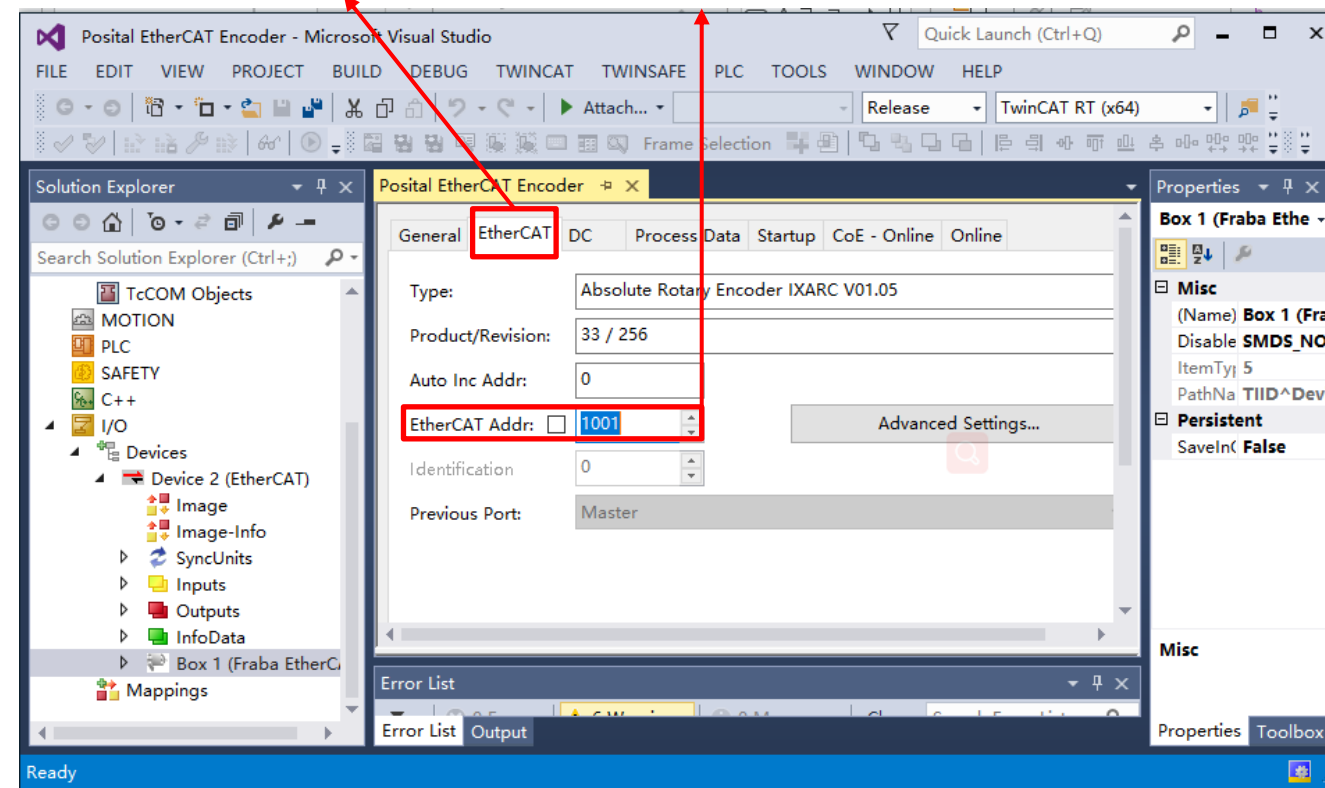 Posital EtherCAT Encoder - Microsoft Visual Studio
Quick Launch (Ctrl+Q)
FILE EDIT VIEW PROJECT BUILD DEBUG TWINCAT TWINSAFE PLC TOOLS WINDOW HELP
Attach... Release TwinCAT RT (x64)
Frame Selection
Solution Explorer
Search Solution Explorer (Ctrl+;)
TcCOM Objects
MOTION
PLC
SAFETY
C++
I/O
Devices
Device 2 (EtherCAT)
Image
Image-Info
SyncUnits
Inputs
Outputs
InfoData
Box 1 (Fraba EtherCA
Mappings
Posital EtherCAT Encoder
General EtherCAT DC Process Data Startup CoE - Online Online
Type: Absolute Rotary Encoder IXARC V01.05
Product/Revision: 33 / 256
Auto Inc Addr: 0
EtherCAT Addr: 1001 Advanced Settings...
Identification 0
Previous Port: Master
Error List
Error List Output
Properties
Box 1 (Fraba Ethe
Misc
(Name) Box 1 (Fra
Disable SMDS_NO
ItemTyp 5
PathNa TIID^Dev
Persistent
SaveIn( False
Misc
Properties Toolbox
Ready